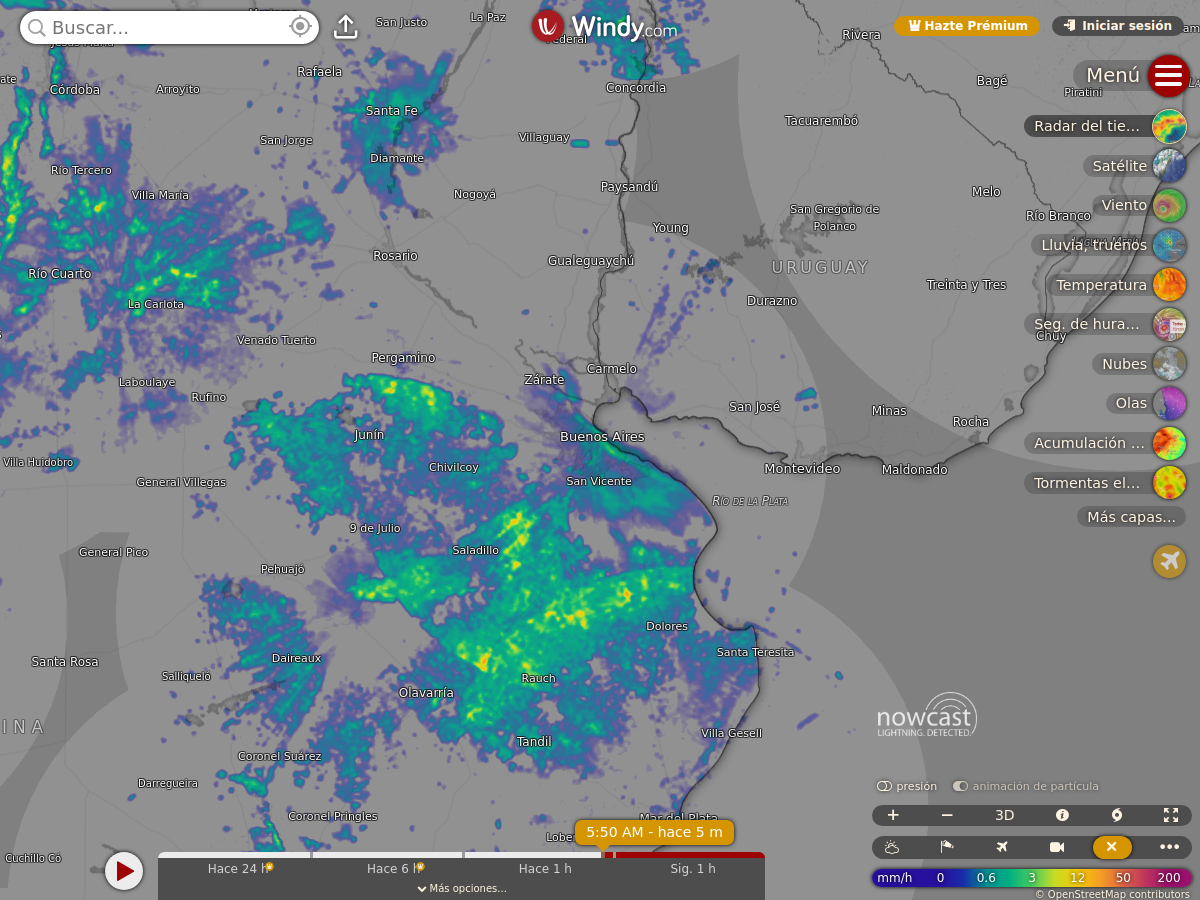 Buscar...
San Justo
La Paz
Windy.com
Federal
Rivera
Hazte Prémium
Iniciar sesión
Rafaela
Concordia
Bagé
Menú
Piratini
Córdoba
Arroyito
Santa Fe
Tacuarembó
Radar del tie...
San Jorge
Villaguay
Diamante
Satélite
Río Tercero
Villa María
Nogoyá
Paysandú
Melo
Viento
San Gregorio de
Polanco
Río Branco
Young
Lluvia, truenos
Rosario
Gualeguaychú
URUGUAY
Río Cuarto
Treinta y Tres
Temperatura
La Carlota
Durazno
Seg. de hura...
Chuy
Venado Tuerto
Pergamino
Carmelo
Nubes
Laboulaye
Zárate
Rufino
San José
Minas
Olas
Rocha
Junín
Buenos Aires
Acumulación ...
Villa Huidobro
Chivilcoy
Montevideo
Maldonado
General Villegas
San Vicente
Tormentas el...
Río de la Plata
Más capas...
9 de Julio
General Pico
Saladillo
Pehuajó
Dolores
Santa Rosa
Daireaux
Santa Teresita
Salliqueló
Rauch
Olavarría
INA
nowcast
LIGHTNING. DETECTED.
Tandil
Villa Gesell
Coronel Suárez
Darregueira
presión
animación de partícula
Coronel Pringles
Mar del Plata
+
−
3D
5:50 AM - hace 5 m
Cuchillo Có
Hace 24 h
Hace 6 h
Hace 1 h
Sig. 1 h
mm/h 0 0.6 3 12 50 200
Más opciones...
© OpenStreetMap contributors